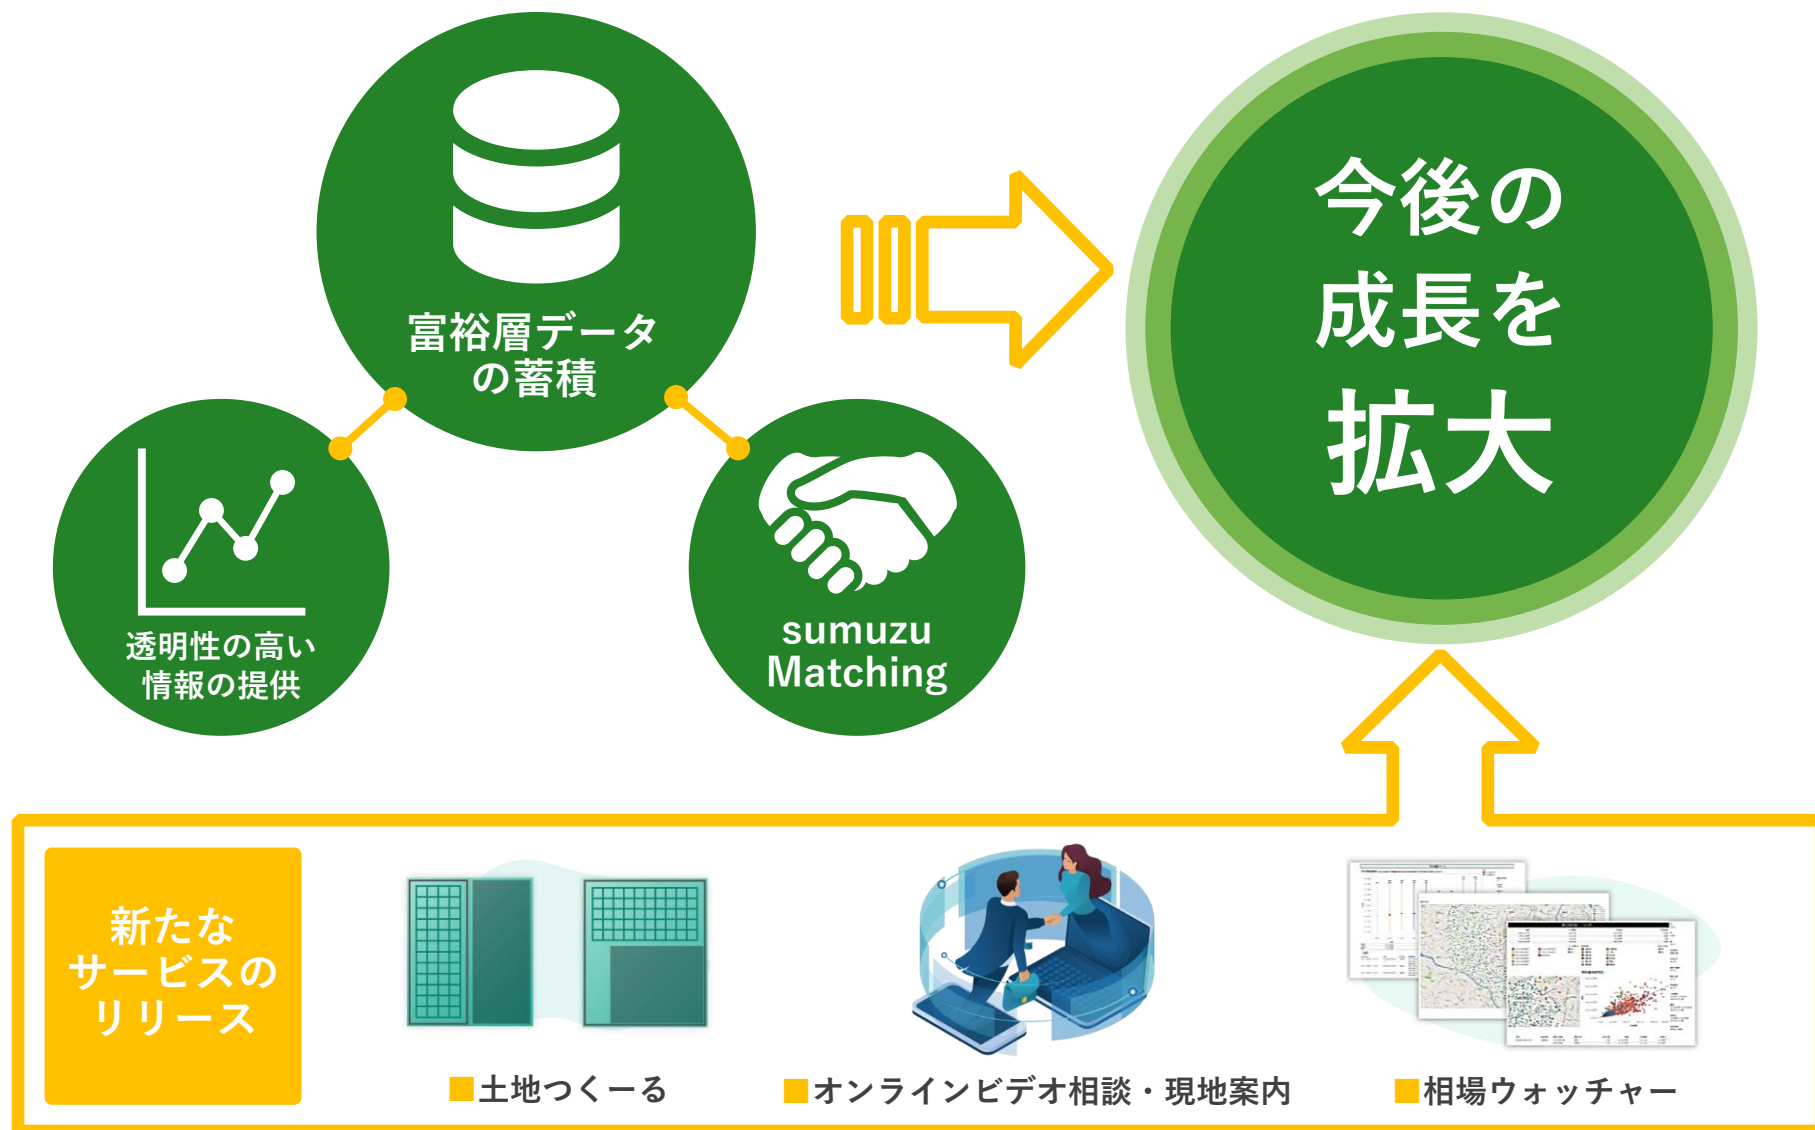 富裕層データ
の蓄積
透明性の高い
情報の提供
sumuzu
Matching
今後の
成長を
拡大
新たな
サービスの
リリース
■土地つくーる
■オンラインビデオ相談・現地案内
■相場ウォッチャー